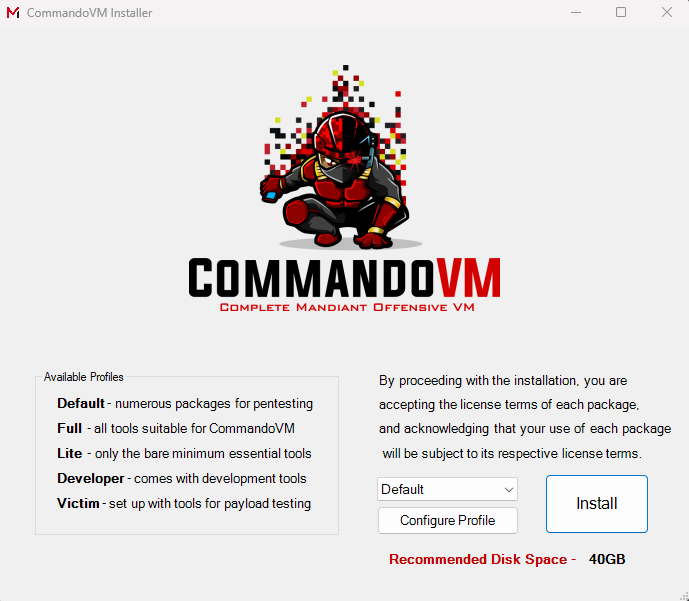 CommandoVM Installer
COMMANDOVM
COMPLETE MANDIANT OFFENSIVE VM
Available Profiles
Default - numerous packages for pentesting
Full - all tools suitable for CommandoVM
Lite - only the bare minimum essential tools
Developer - comes with development tools
Victim - set up with tools for payload testing
By proceeding with the installation, you are
accepting the license terms of each package,
and acknowledging that your use of each package
will be subject to its respective license terms.
Default
Configure Profile
Install
Recommended Disk Space - 40GB